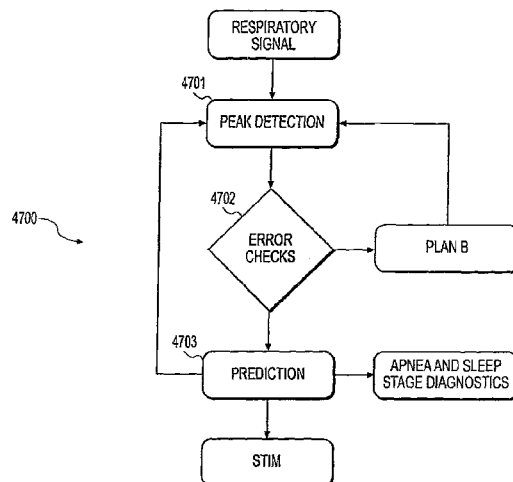 RESPIRATORY
SIGNAL
4701
PEAK DETECTION
4702
4700
ERROR
CHECKS
PLAN B
4703
PREDICTION
APNEA AND SLEEP
STAGE DIAGNOSTICS
STIM